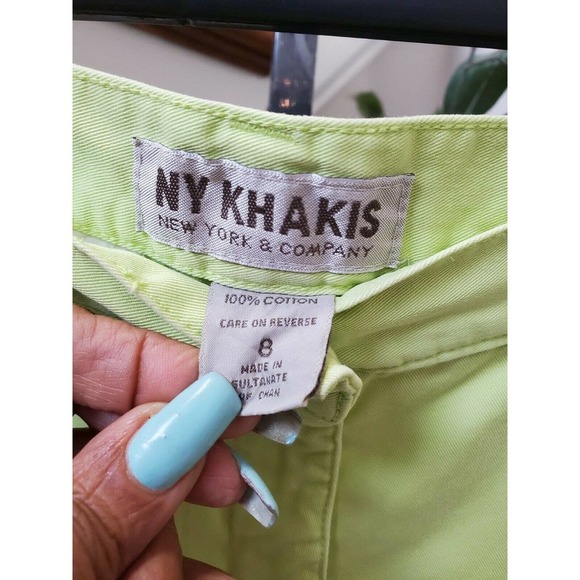 NY KHAKIS
NEW YORK & COMPANY
100% COTTON
CARE ON REVERSE
8
MADE IN
SULTANATE
OF OMAN